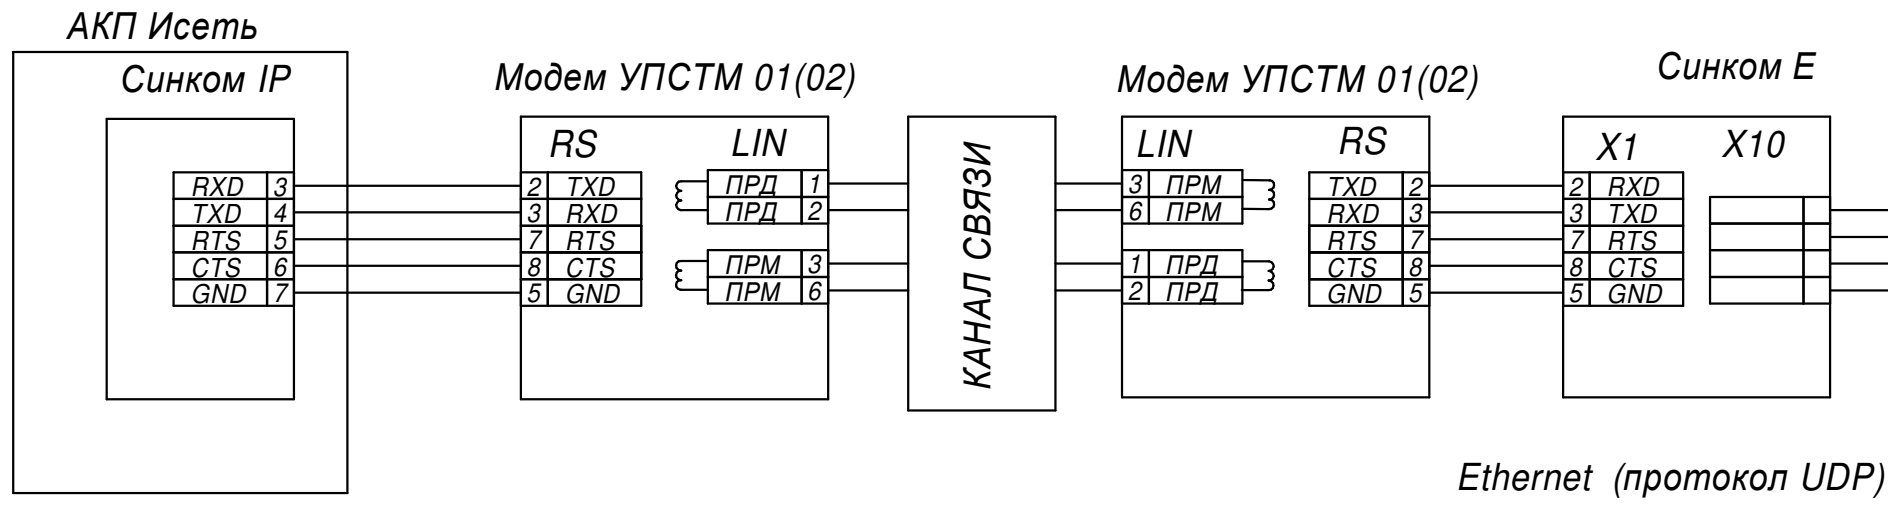 АКП Исеть
Синком IP
Модем УПСТМ 01(02)
Модем УПСТМ 01(02)
Синком Е
RS LIN
LIN RS
X1 X10
RXD 3
TXD 4
RTS 5
CTS 6
GND 7
2 TXD
3 RXD
7 RTS
8 CTS
5 GND
ПРД 1
ПРД 2
ПРМ 3
ПРМ 6
КАНАЛ СВЯЗИ
3 ПРМ
6 ПРМ
1 ПРД
2 ПРД
TXD 2
RXD 3
RTS 7
CTS 8
GND 5
2 RXD
3 TXD
7 RTS
8 CTS
5 GND
Ethernet (протокол UDP)